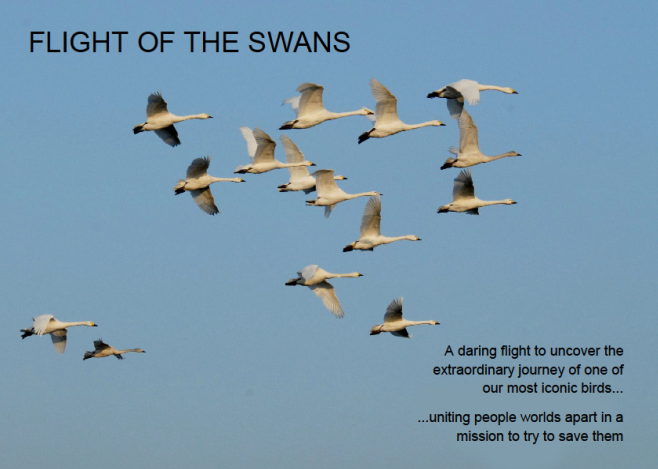 FLIGHT OF THE SWANS
A daring flight to uncover the
extraordinary journey of one of
our most iconic birds...
...uniting people worlds apart in a
mission to try to save them